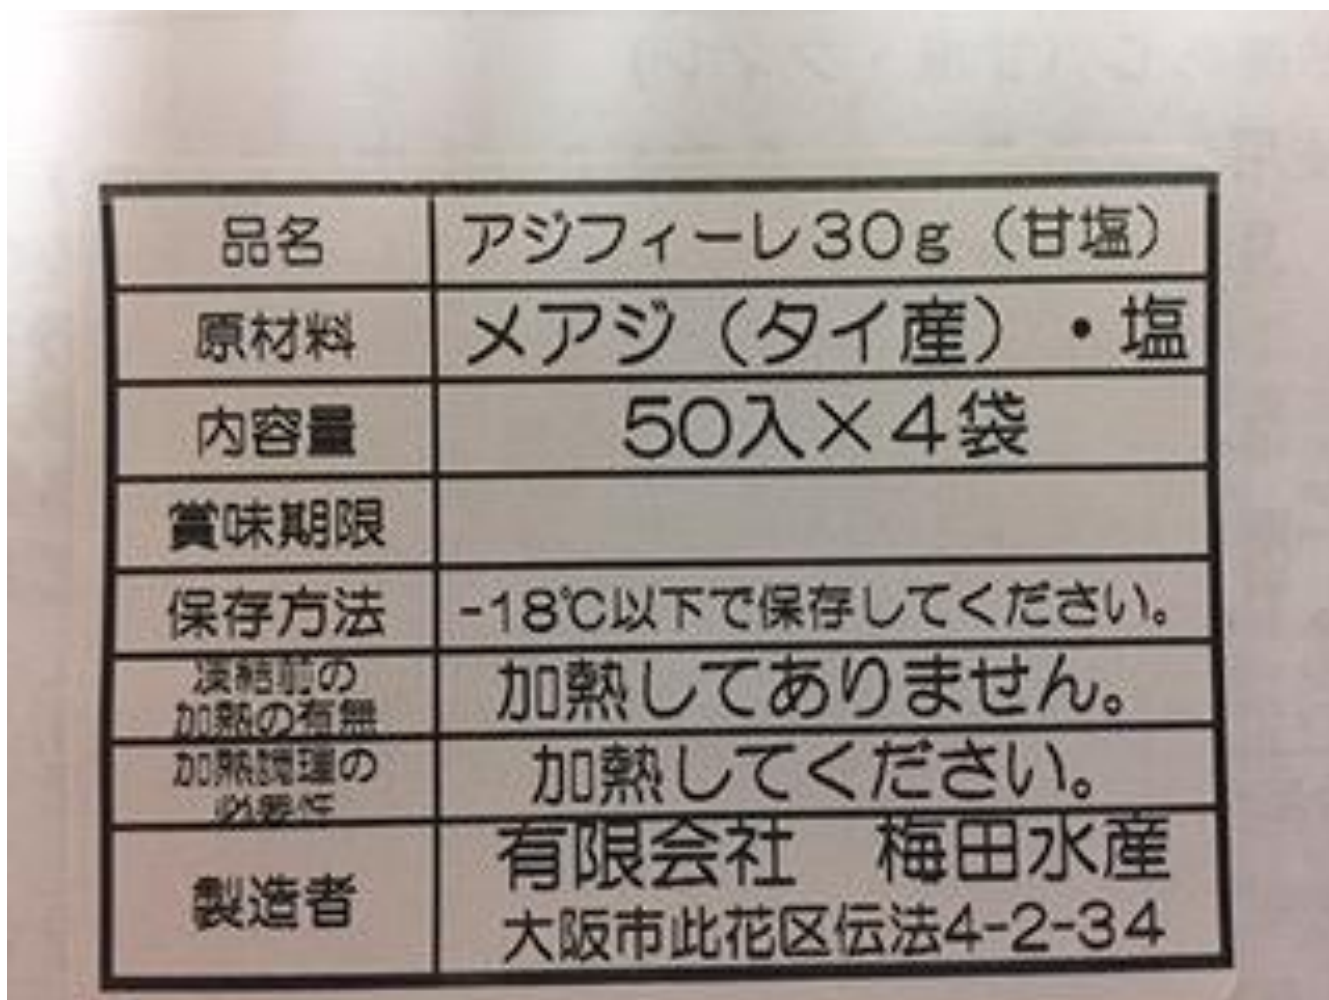 品名 アジフィーレ30g（甘塩）
原材料 メアジ（タイ産）・塩
内容量 50入×4袋
賞味期限
保存方法 -18℃以下で保存してください。
凍結前の
加熱の有無 加熱してありません。
加熱調理の
必要性 加熱してください。
製造者 有限会社　梅田水産
大阪市此花区伝法4-2-34